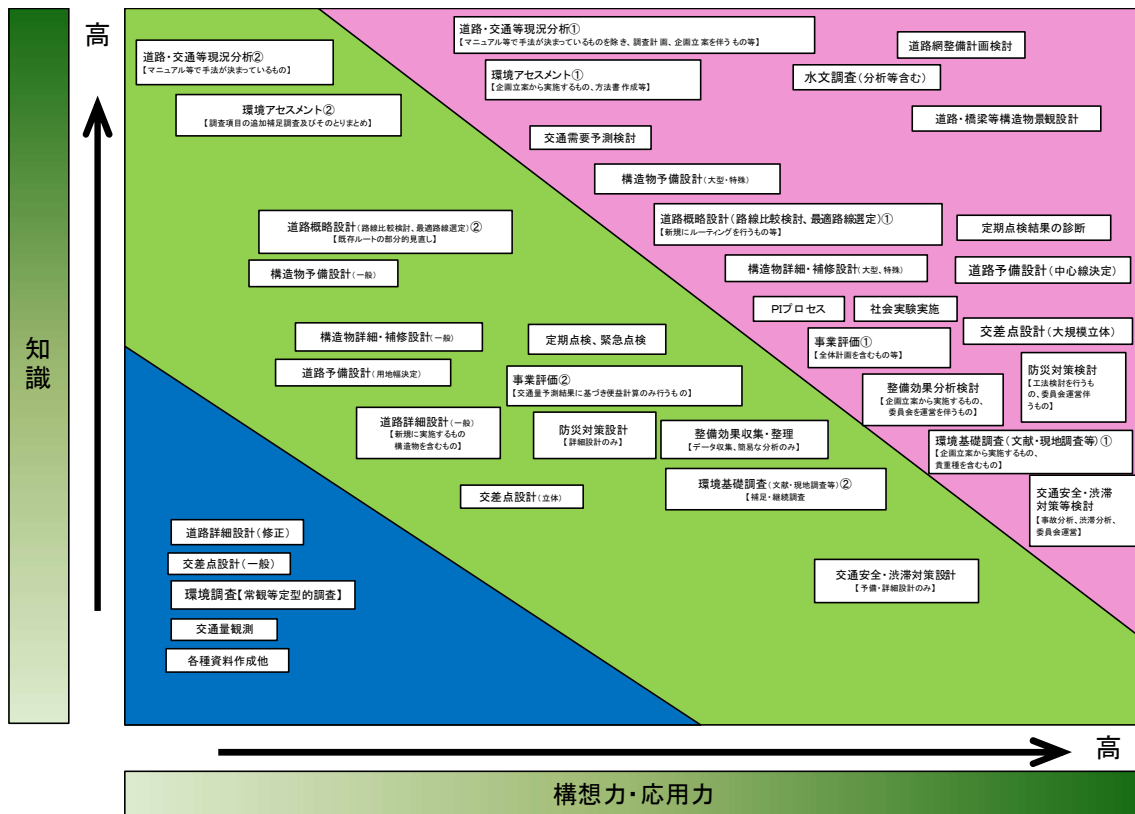 高
知識
道路・交通等現況分析②
【マニュアル等で手法が決まっているもの】
環境アセスメント②
【調査項目の追加補足調査及びそのとりまとめ】
道路・交通等現況分析①
【マニュアル等で手法が決まっているものを除き、調査計画、企画立案を伴うもの等】
環境アセスメント①
【企画立案から実施するもの、方法書作成等】
道路網整備計画検討
水文調査(分析等含む)
道路・橋梁等構造物景観設計
交通需要予測検討
構造物予備設計(大型・特殊)
道路概略設計(路線比較検討、最適路線選定)①
【新規にルーティングを行うもの等】
定期点検結果の診断
構造物詳細・補修設計(大型、特殊)
道路予備設計(中心線決定)
PIプロセス
社会実験実施
交差点設計(大規模立体)
事業評価①
【全体計画を含むもの等】
防災対策検討
【工法検討を行うも
の、委員会運営伴
うもの】
整備効果分析検討
【企画立案から実施するもの、
委員会を運営を伴うもの】
環境基礎調査(文献・現地調査等)①
【企画立案から実施するもの、
貴重種を含むもの】
交通安全・渋滞
対策等検討
【事故分析、渋滞分析、
委員会運営】
道路概略設計(路線比較検討、最適路線選定)②
【既存ルートの部分的見直し】
構造物予備設計(一般)
構造物詳細・補修設計(一般)
定期点検、緊急点検
道路予備設計(用地幅決定)
事業評価②
【交通量予測結果に基づき便益計算のみ行うもの】
道路詳細設計(一般)
【新規に実施するもの
構造物を含むもの】
防災対策設計
【詳細設計のみ】
整備効果収集・整理
【データ収集、簡易な分析のみ】
環境基礎調査(文献・現地調査等)②
【補足・継続調査
交差点設計(立体)
交通安全・渋滞対策設計
【予備・詳細設計のみ】
道路詳細設計(修正)
交差点設計(一般)
環境調査【常観等定型的調査】
交通量観測
各種資料作成他
高
構想力・応用力